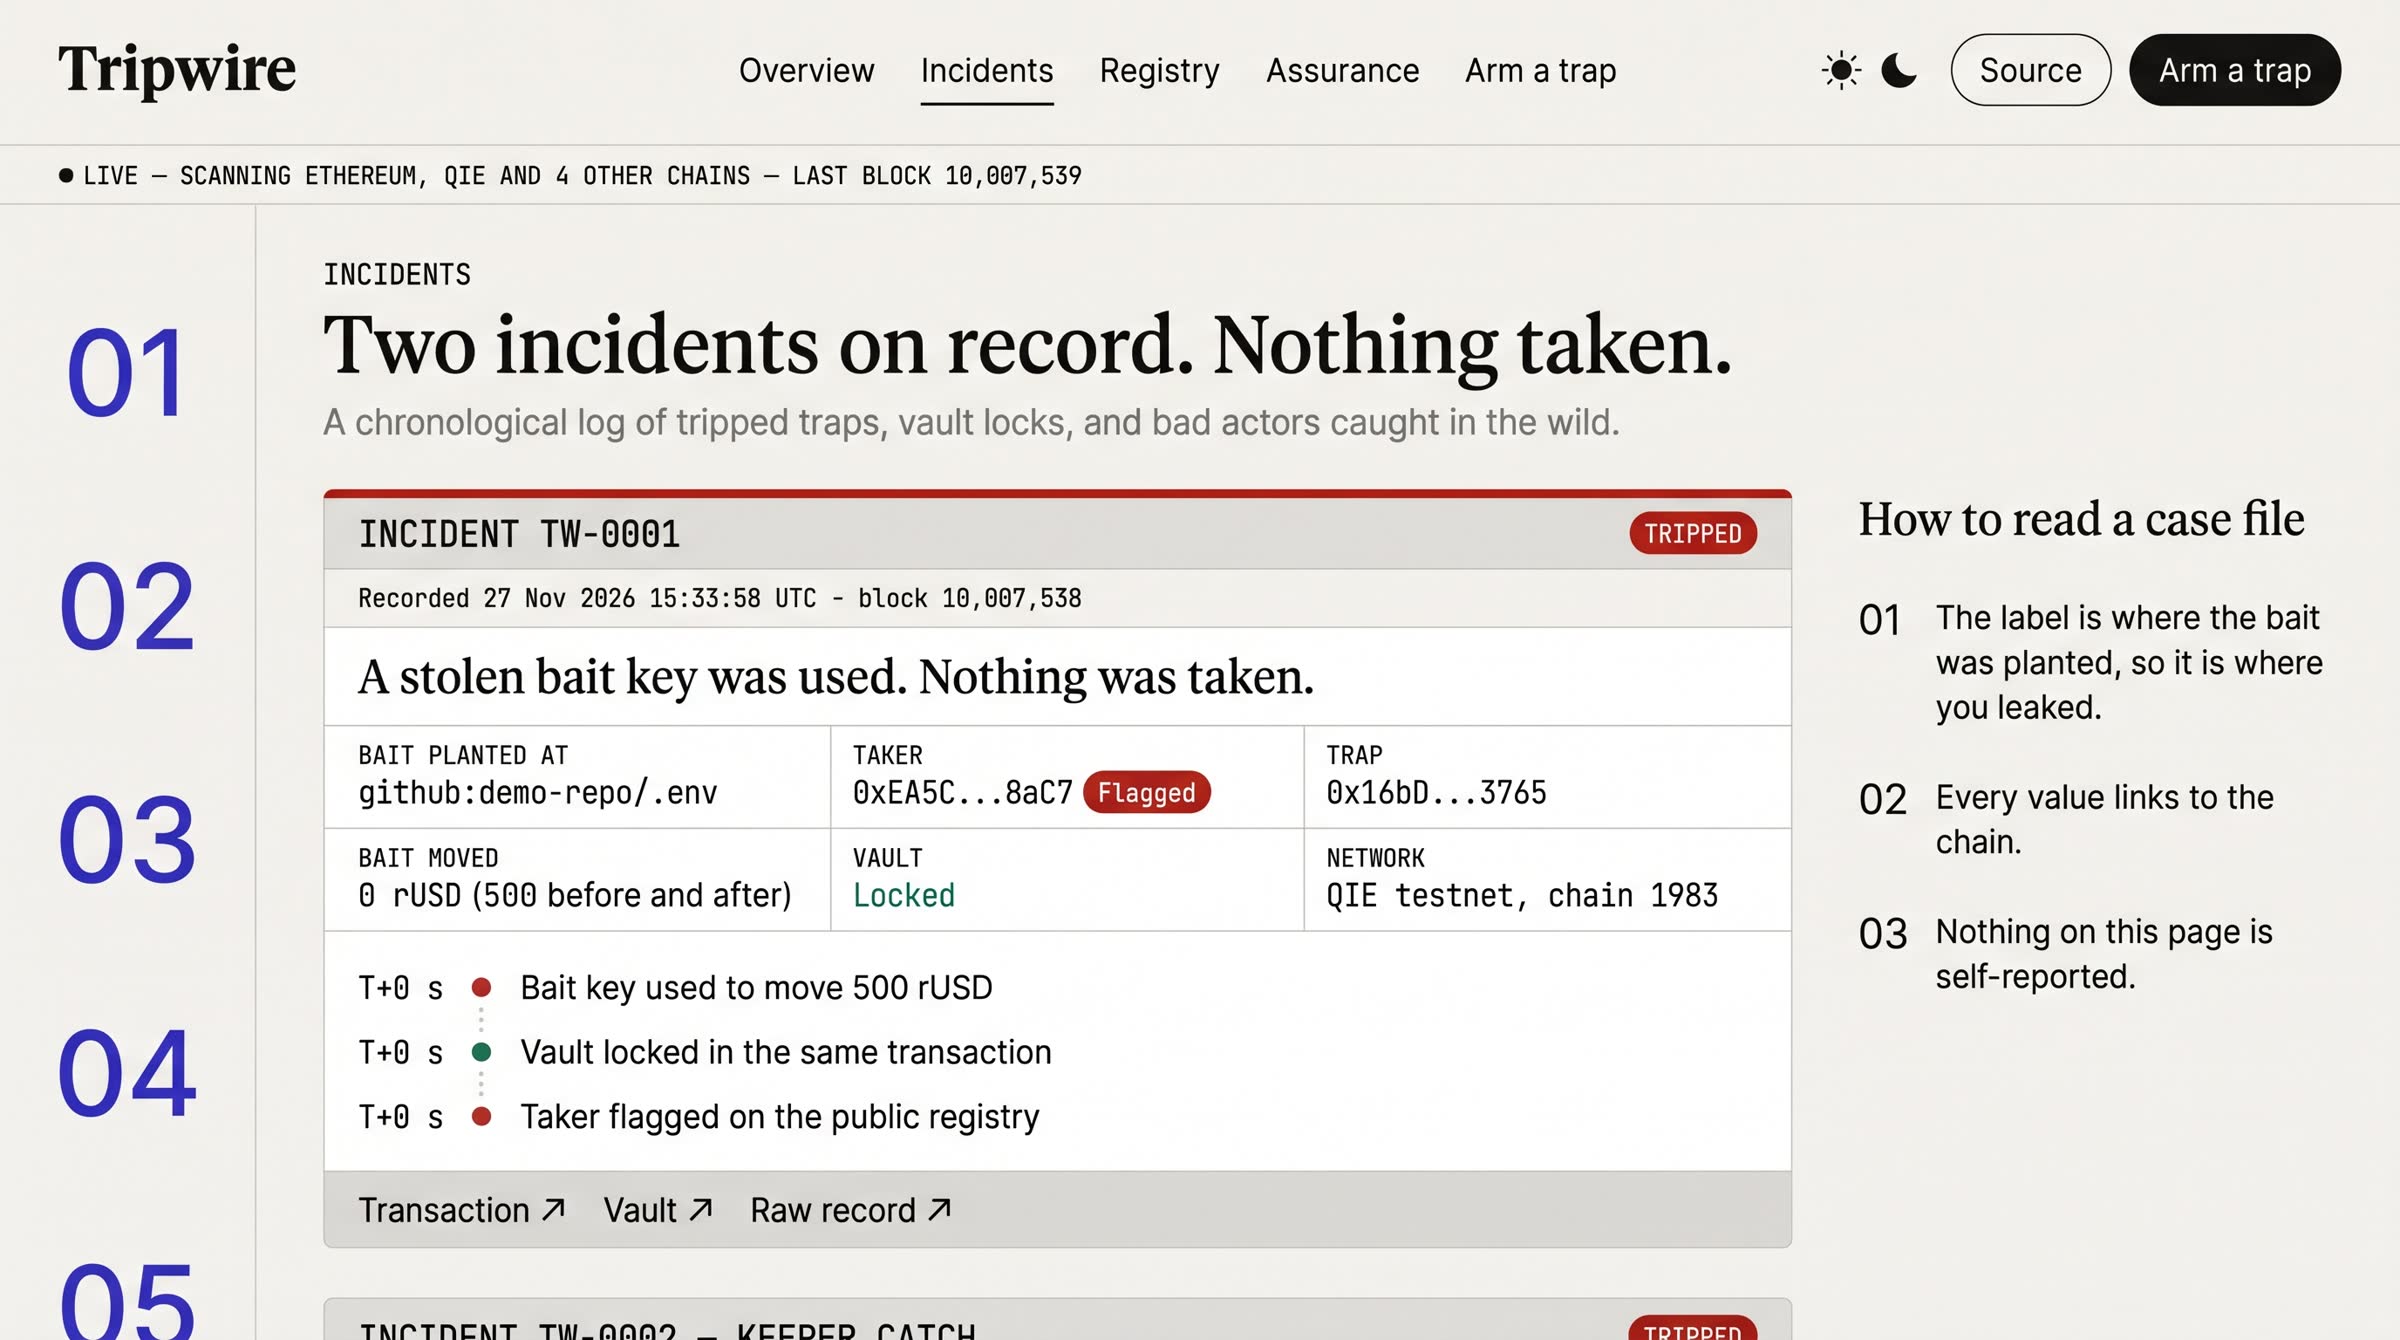 Tripwire
Overview Incidents Registry Assurance Arm a trap
Source Arm a trap
LIVE — SCANNING ETHEREUM, QIE AND 4 OTHER CHAINS — LAST BLOCK 10,007,539
01
02
03
04
05
INCIDENTS
Two incidents on record. Nothing taken.
A chronological log of tripped traps, vault locks, and bad actors caught in the wild.
INCIDENT TW-0001 TRIPPED
Recorded 27 Nov 2026 15:33:58 UTC - block 10,007,538
A stolen bait key was used. Nothing was taken.
BAIT PLANTED AT
github:demo-repo/.env
TAKER
0xEA5C...8aC7 Flagged
TRAP
0x16bD...3765
BAIT MOVED
0 rUSD (500 before and after)
VAULT
Locked
NETWORK
QIE testnet, chain 1983
T+0 s Bait key used to move 500 rUSD
T+0 s Vault locked in the same transaction
T+0 s Taker flagged on the public registry
Transaction ↗ Vault ↗ Raw record ↗
INCIDENT TW-0002 — KEEPER CATCH TRIPPED
How to read a case file
01 The label is where the bait
was planted, so it is where
you leaked.
02 Every value links to the
chain.
03 Nothing on this page is
self-reported.